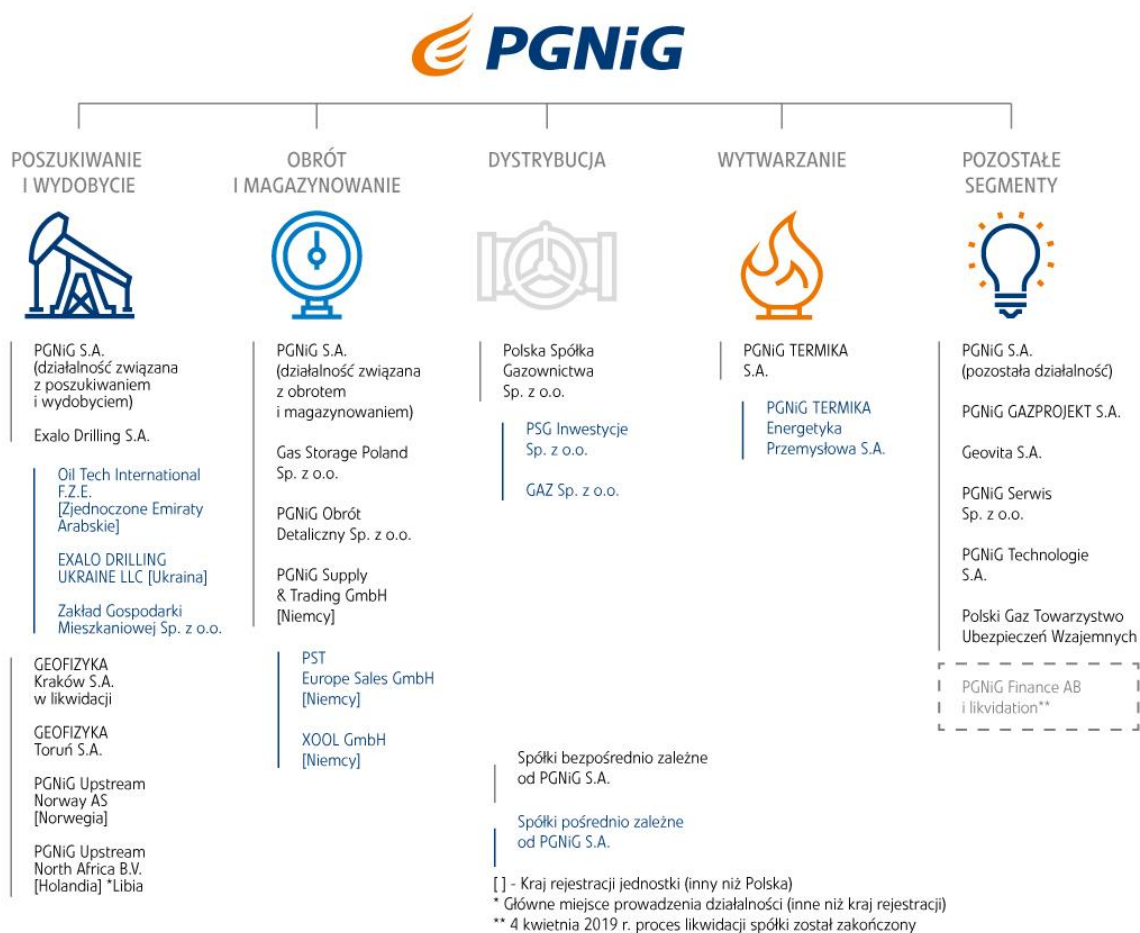 PGNiG
POSZUKIWANIE
I WYDOBYCIE
OBRÓT
I MAGAZYNOWANIE
DYSTRYBUCJA
WYTWARZANIE
POZOSTAŁE
SEGMENTY
PGNiG S.A.
(działalność związana
z poszukiwaniem
i wydobyciem)
Exalo Drilling S.A.
Oil Tech International
F.Z.E.
[Zjednoczone Emiraty
Arabskie]
EXALO DRILLING
UKRAINE LLC [Ukraina]
Zakład Gospodarki
Mieszkaniowej Sp. z o.o.
GEOFIZYKA
Kraków S.A.
w likwidacji
GEOFIZYKA
Toruń S.A.
PGNiG Upstream
Norway AS
[Norwegia]
PGNiG Upstream
North Africa B.V.
[Holandia] *Libia
PGNiG S.A.
(działalność związana
z obrotem
i magazynowaniem)
Gas Storage Poland
Sp. z o.o.
PGNiG Obrót
Detaliczny Sp. z o.o.
PGNiG Supply
& Trading GmbH
[Niemcy]
PST
Europe Sales GmbH
[Niemcy]
XOOL GmbH
[Niemcy]
Polska Spółka
Gazownictwa
Sp. z o.o.
PSG Inwestycje
Sp. z o.o.
GAZ Sp. z o.o.
PGNiG TERMIKA
S.A.
PGNiG TERMIKA
Energetyka
Przemysłowa S.A.
PGNiG S.A.
(pozostała działalność)
PGNiG GAZPROJEKT S.A.
Geovita S.A.
PGNiG Serwis
Sp. z o.o.
PGNiG Technologie
S.A.
Polski Gaz Towarzystwo
Ubezpieczeń Wzajemnych
PGNiG Finance AB
i likvidation**
Spółki bezpośrednio zależne
od PGNiG S.A.
Spółki pośrednio zależne
od PGNiG S.A.
[ ] - Kraj rejestracji jednostki (inny niż Polska)
* Główne miejsce prowadzenia działalności (inne niż kraj rejestracji)
** 4 kwietnia 2019 r. proces likwidacji spółki został zakończony